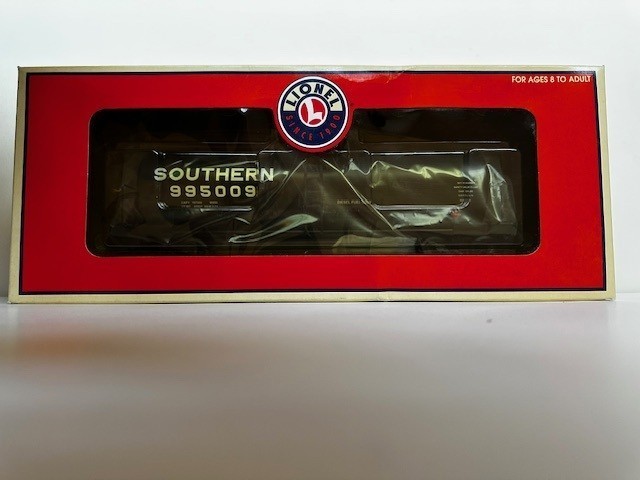 FOR AGES 8 TO ADULT
LIONEL
L
SINCE 1900
SOUTHERN
995009